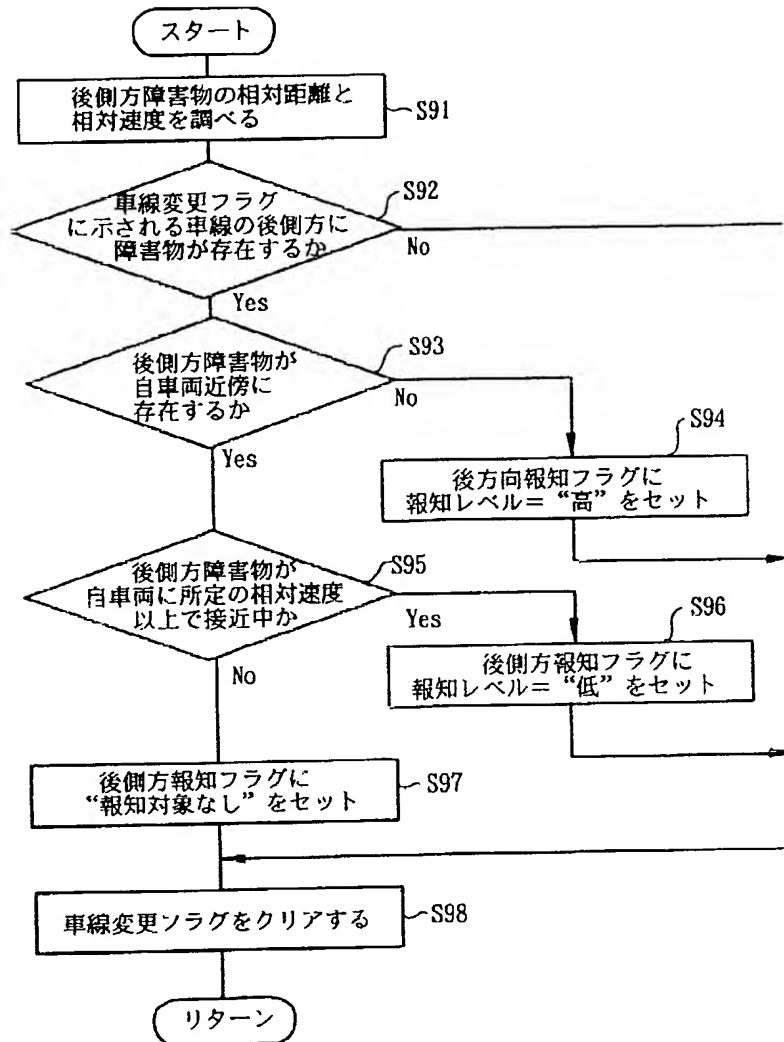 スタート
後側方障害物の相対距離と
相対速度を調べる
S91
車線変更フラグ
に示される車線の後側方に
障害物が存在するか
S92
No
Yes
後側方障害物が
自車両近傍に
存在するか
S93
No
Yes
S94
後方向報知フラグに
報知レベル＝“高”をセット
後側方障害物が
自車両に所定の相対速度
以上で接近中か
S95
Yes
No
S96
後側方報知フラグに
報知レベル＝“低”をセット
後側方報知フラグに
“報知対象なし”をセット
S97
車線変更ソラグをクリアする
S98
リターン